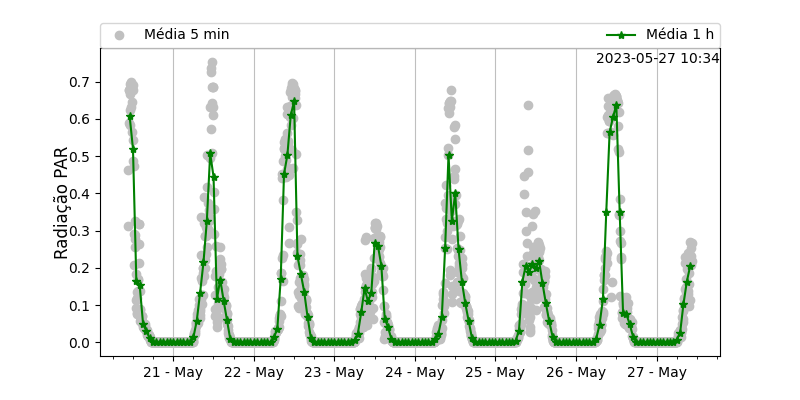 Média 5 min
Média 1 h
2023-05-27 10:34
Radiação PAR
0.7
0.6
0.5
0.4
0.3
0.2
0.1
0.0
21 - May
22 - May
23 - May
24 - May
25 - May
26 - May
27 - May